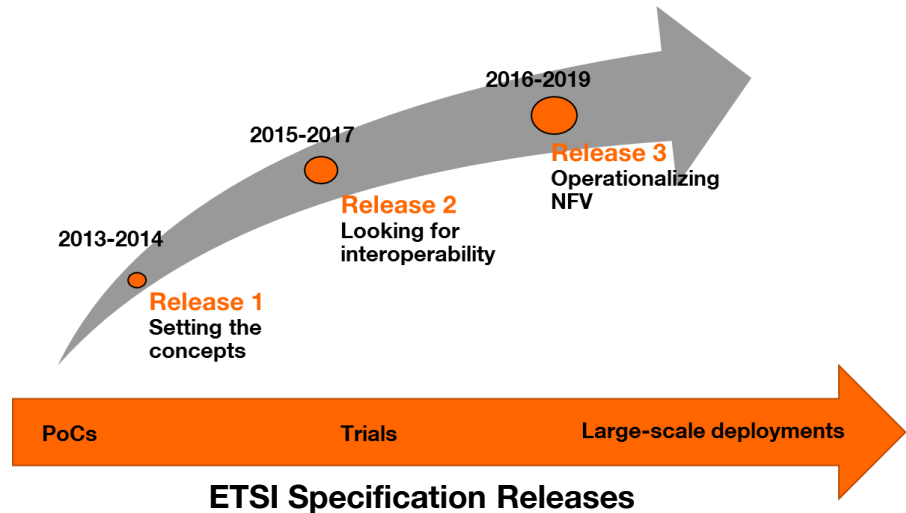 2016-2019
2015-2017
Release 3
Operationalizing
NFV
Release 2
Looking for
interoperability
2013-2014
Release 1
Setting the
concepts
PoCs
Trials
Large-scale deployments
ETSI Specification Releases